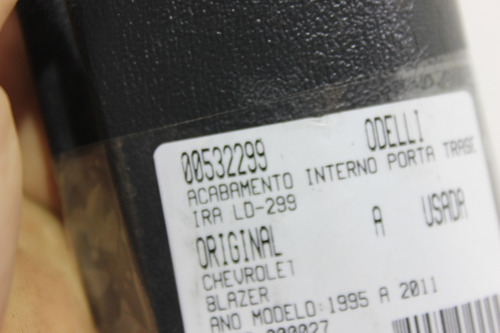 00532299 ODELLI
ACABAMENTO INTERNO PORTA TRASE
IRA LD-299
ORIGINAL A USADA
CHEVROLET
BLAZER
ANO MODELO:1995 A 2011